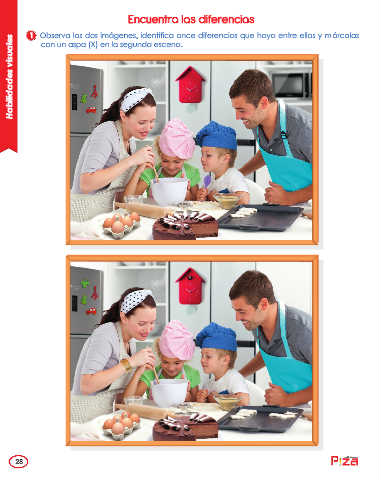 Encuentra las diferencias
1 Observa las dos imágenes, identifica once diferencias que haya entre ellas y márcalas
con un aspa (X) en la segunda escena.
Habilidades visuales
28